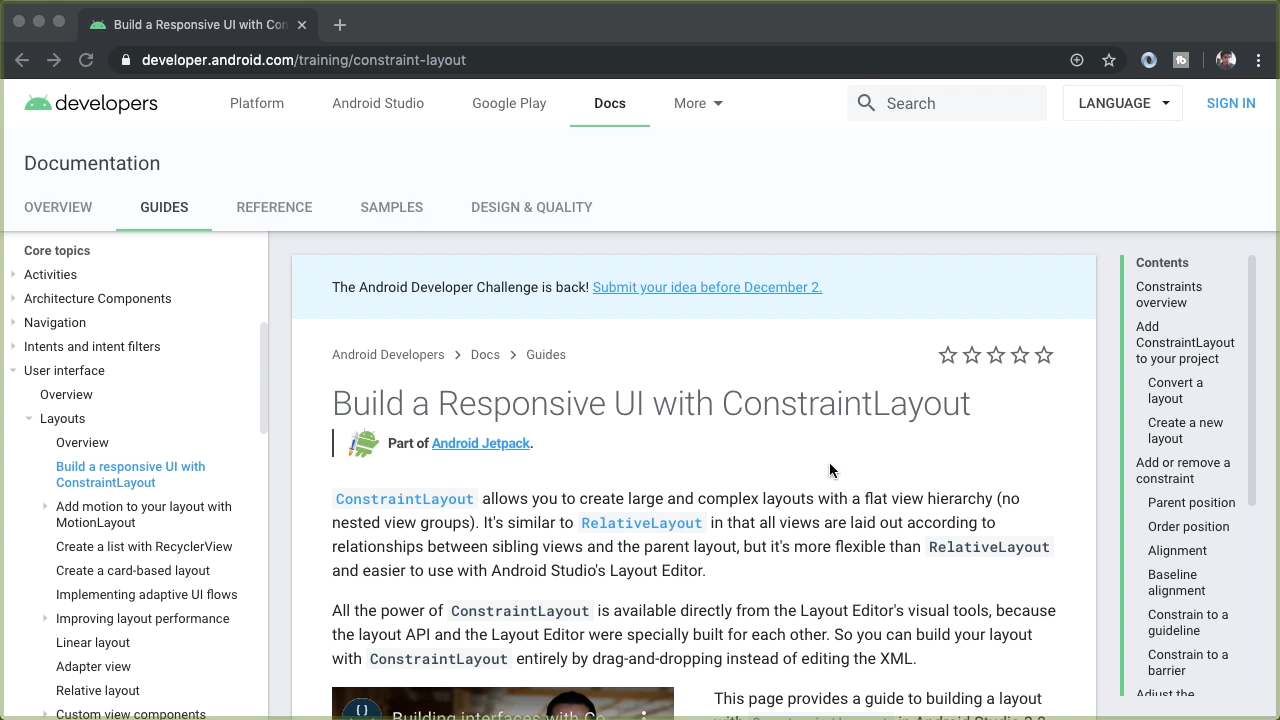 Build a Responsive UI with Con
developer.android.com/training/constraint-layout
developers
Platform
Android Studio
Google Play
Docs
More
Search
LANGUAGE
SIGN IN
Documentation
OVERVIEW
GUIDES
REFERENCE
SAMPLES
DESIGN & QUALITY
Core topics
Activities
Architecture Components
Navigation
Intents and intent filters
User interface
Overview
Layouts
Overview
Build a responsive UI with
ConstraintLayout
Add motion to your layout with
MotionLayout
Create a list with RecyclerView
Create a card-based layout
Implementing adaptive UI flows
Improving layout performance
Linear layout
Adapter view
Relative layout
Custom view components
The Android Developer Challenge is back! Submit your idea before December 2.
Android Developers > Docs > Guides
Build a Responsive UI with ConstraintLayout
Part of Android Jetpack.
ConstraintLayout allows you to create large and complex layouts with a flat view hierarchy (no
nested view groups). It's similar to RelativeLayout in that all views are laid out according to
relationships between sibling views and the parent layout, but it's more flexible than RelativeLayout
and easier to use with Android Studio's Layout Editor.
All the power of ConstraintLayout is available directly from the Layout Editor's visual tools, because
the layout API and the Layout Editor were specially built for each other. So you can build your layout
with ConstraintLayout entirely by drag-and-dropping instead of editing the XML.
{ }
Building interfaces with Co
This page provides a guide to building a layout
Contents
Constraints
overview
Add
ConstraintLayout
to your project
Convert a
layout
Create a new
layout
Add or remove a
constraint
Parent position
Order position
Alignment
Baseline
alignment
Constrain to a
guideline
Constrain to a
barrier
Adjust the